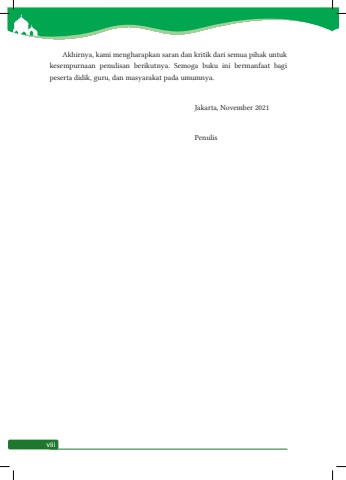 Akhirnya, kami mengharapkan saran dan kritik dari semua pihak untuk
kesempurnaan penulisan berikutnya. Semoga buku ini bermanfaat bagi
peserta didik, guru, dan masyarakat pada umumnya.
Jakarta, November 2021
Penulis
viii